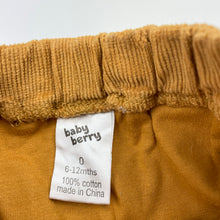 baby
berry
0
6-12mths
100% cotton
made in China